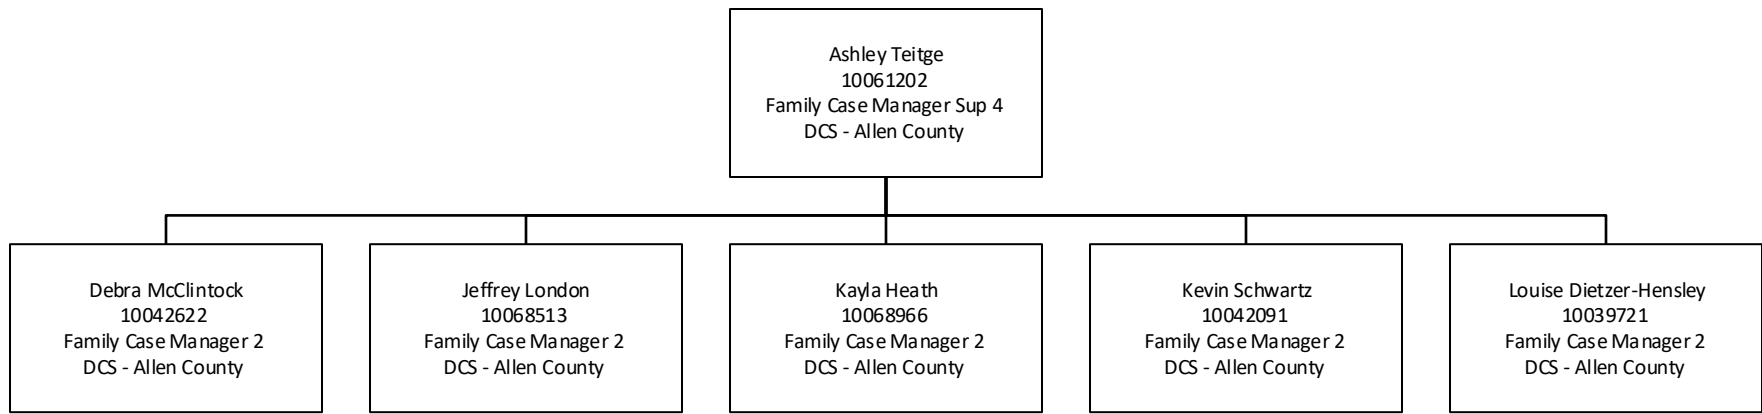 Ashley Teitge
10061202
Family Case Manager Sup 4
DCS - Allen County
Debra McClintock
10042622
Family Case Manager 2
DCS - Allen County
Jeffrey London
10068513
Family Case Manager 2
DCS - Allen County
Kayla Heath
10068966
Family Case Manager 2
DCS - Allen County
Kevin Schwartz
10042091
Family Case Manager 2
DCS - Allen County
Louise Dietzer-Hensley
10039721
Family Case Manager 2
DCS - Allen County